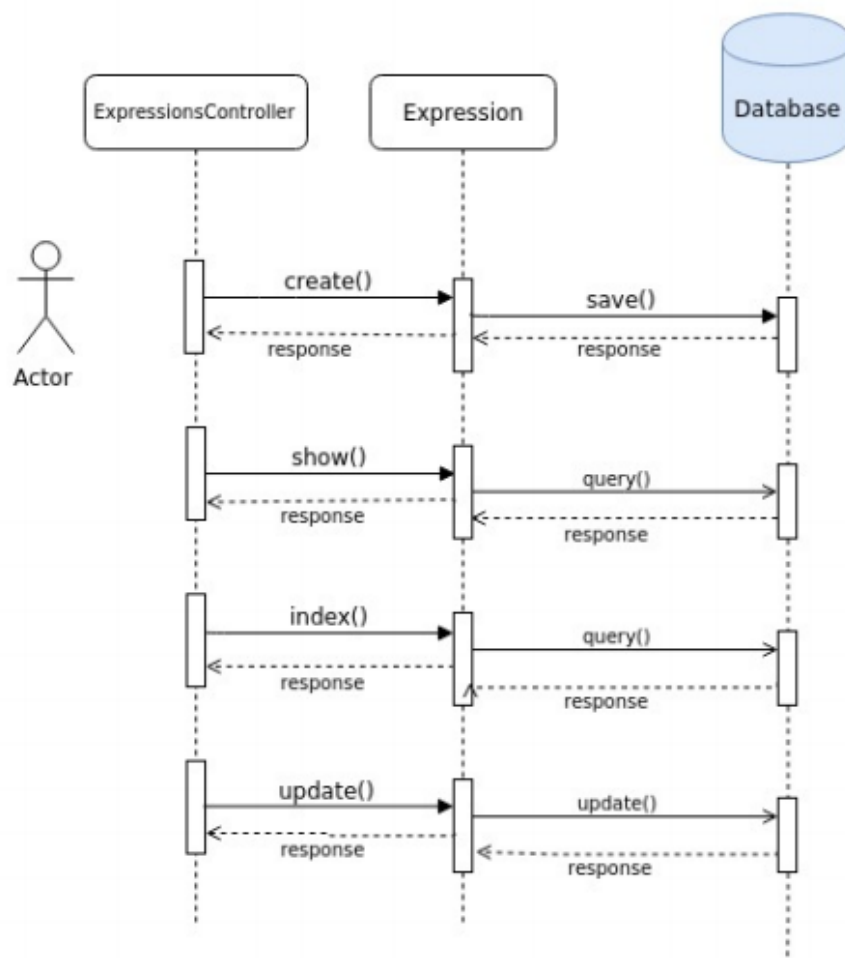 ExpressionsController
Expression
Database
Actor
create()
save()
response
response
show()
query()
response
response
index()
query()
response
response
update()
update()
response
response